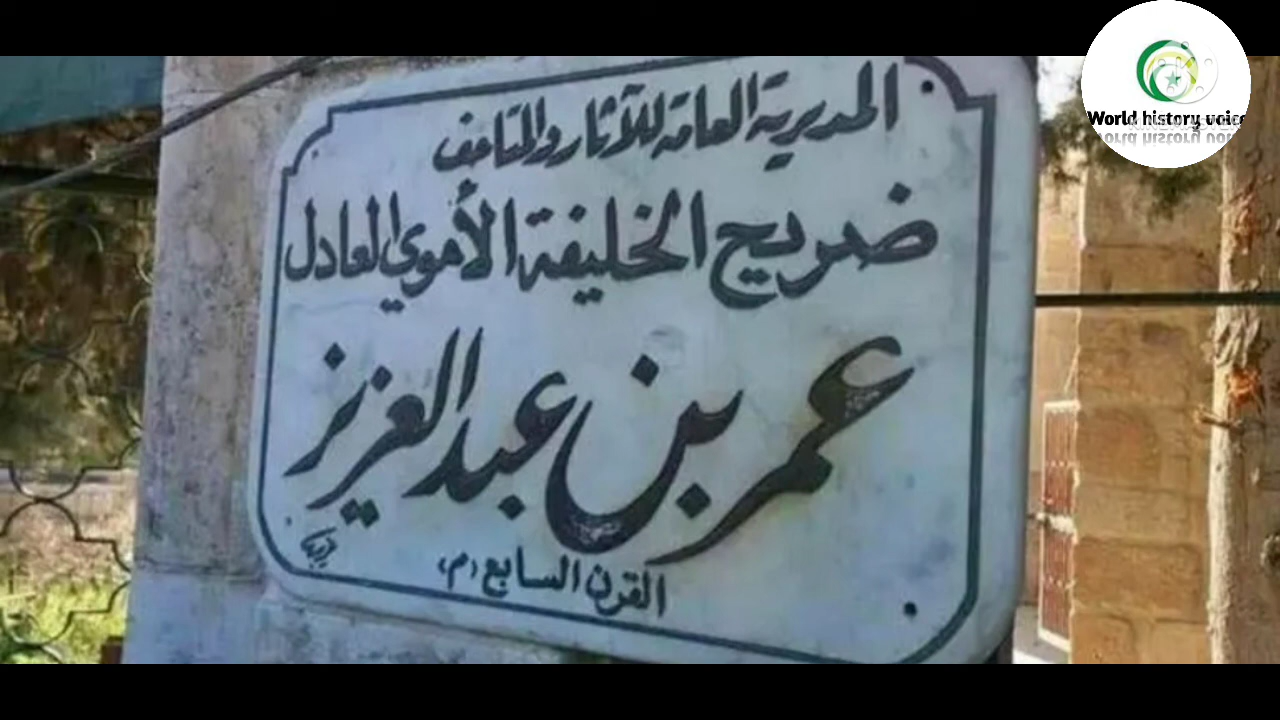 World history voice
المديرية العامة للآثار والمتاحف
ضريح الخليفة الأموي العادل
عمر بن عبد العزيز
القرن السابع (م)